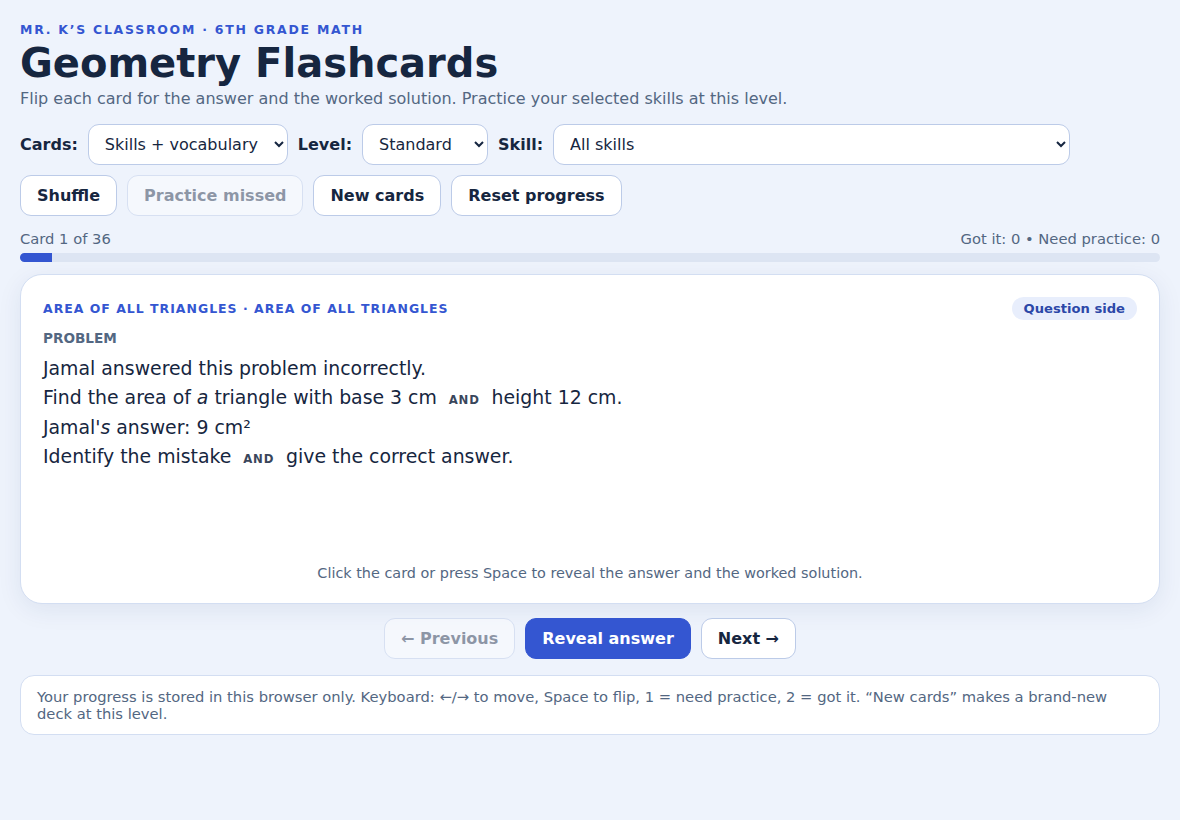 MR. K’S CLASSROOM · 6TH GRADE MATH
Geometry Flashcards
Flip each card for the answer and the worked solution. Practice your selected skills at this level.
Cards: Skills + vocabulary Level: Standard Skill: All skills
Shuffle Practice missed New cards Reset progress
Card 1 of 36 Got it: 0 • Need practice: 0
AREA OF ALL TRIANGLES · AREA OF ALL TRIANGLES Question side
PROBLEM
Jamal answered this problem incorrectly.
Find the area of a triangle with base 3 cm AND height 12 cm.
Jamal's answer: 9 cm²
Identify the mistake AND give the correct answer.
Click the card or press Space to reveal the answer and the worked solution.
← Previous Reveal answer Next →
Your progress is stored in this browser only. Keyboard: ←/→ to move, Space to flip, 1 = need practice, 2 = got it. “New cards” makes a brand-new
deck at this level.